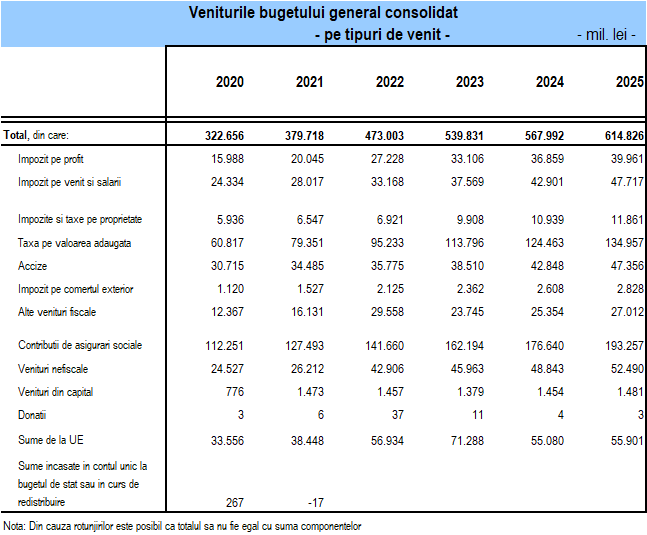 Veniturile bugetului general consolidat
- pe tipuri de venit - - mil. lei -
2020 2021 2022 2023 2024 2025
Total, din care: 322.656 379.718 473.003 539.831 567.992 614.826
Impozit pe profit 15.988 20.045 27.228 33.106 36.859 39.961
Impozit pe venit si salarii 24.334 28.017 33.168 37.569 42.901 47.717
Impozite si taxe pe proprietate 5.936 6.547 6.921 9.908 10.939 11.861
Taxa pe valoarea adaugata 60.817 79.351 95.233 113.796 124.463 134.957
Accize 30.715 34.485 35.775 38.510 42.848 47.356
Impozit pe comertul exterior 1.120 1.527 2.125 2.362 2.608 2.828
Alte venituri fiscale 12.367 16.131 29.558 23.745 25.354 27.012
Contributii de asigurari sociale 112.251 127.493 141.660 162.194 176.640 193.257
Venituri nefiscale 24.527 26.212 42.906 45.963 48.843 52.490
Venituri din capital 776 1.473 1.457 1.379 1.454 1.481
Donatii 3 6 37 11 4 3
Sume de la UE 33.556 38.448 56.934 71.288 55.080 55.901
Sume incasate in contul unic la
bugetul de stat sau in curs de
redistribuire 267 -17
Nota: Din cauza rotunjirilor este posibil ca totalul sa nu fie egal cu suma componentelor